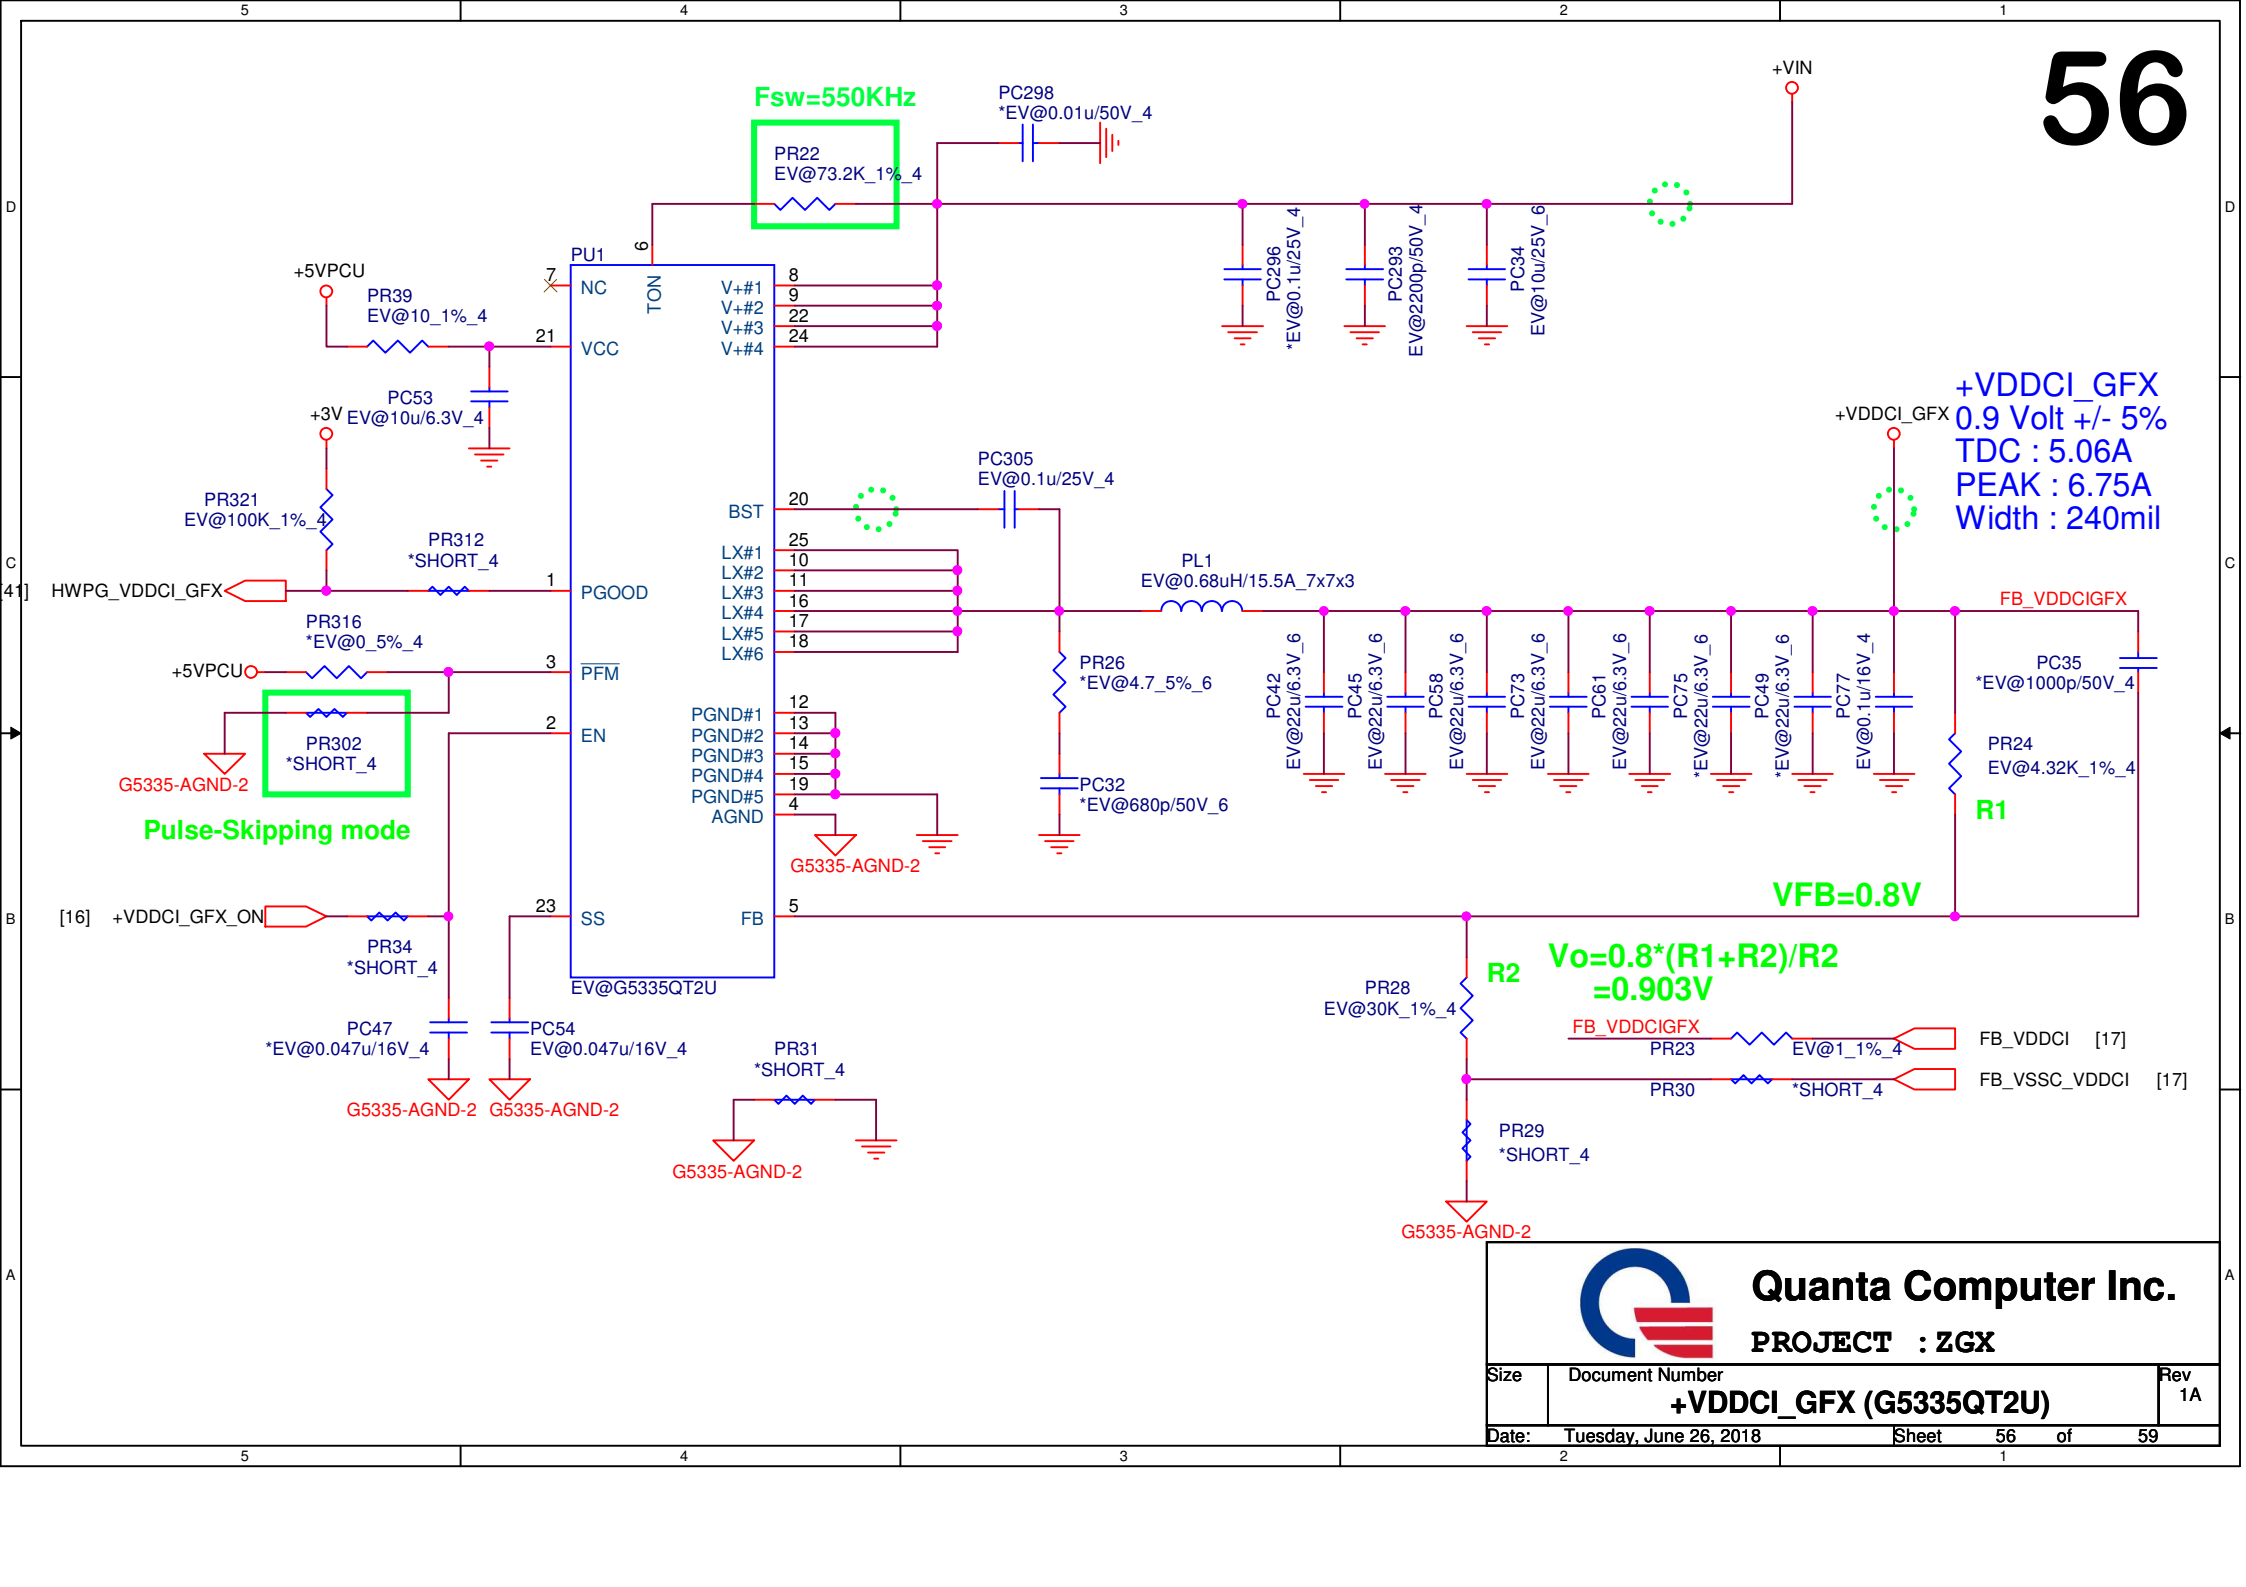 5 4 3 2 1
56
+VIN
Fsw=550KHz
PC298
*EV@0.01u/50V_4
PR22
EV@73.2K_1%_4
D
D
PC296
*EV@0.1u/25V_4
PC293
EV@2200p/50V_4
PC34
EV@10u/25V_6
PU1
6
TON
+5VPCU
PR39
EV@10_1%_4
7 NC
21 VCC
V+#1 8
V+#2 9
V+#3 22
V+#4 24
PC53
EV@10u/6.3V_4
+3V
+VDDCI_GFX
+VDDCI_GFX
0.9 Volt +/- 5%
TDC : 5.06A
PEAK : 6.75A
Width : 240mil
PR321
EV@100K_1%_4
PC305
EV@0.1u/25V_4
BST 20
PR312
*SHORT_4
LX#1 25
LX#2 10
LX#3 11
LX#4 16
LX#5 17
LX#6 18
PL1
EV@0.68uH/15.5A_7x7x3
C
C
[41] HWPG_VDDCI_GFX
1 PGOOD
FB_VDDCIGFX
PR316
*EV@0_5%_4
+5VPCU
3 PFM
PR26
*EV@4.7_5%_6
PC42
EV@22u/6.3V_6
PC45
EV@22u/6.3V_6
PC58
EV@22u/6.3V_6
PC73
EV@22u/6.3V_6
PC61
EV@22u/6.3V_6
PC75
*EV@22u/6.3V_6
PC49
*EV@22u/6.3V_6
PC77
EV@0.1u/16V_4
PC35
*EV@1000p/50V_4
PR302
*SHORT_4
G5335-AGND-2
2 EN
PGND#1 12
PGND#2 13
PGND#3 14
PGND#4 15
PGND#5 19
AGND 4
PR24
EV@4.32K_1%_4
R1
PC32
*EV@680p/50V_6
Pulse-Skipping mode
G5335-AGND-2
VFB=0.8V
B
B
[16] +VDDCI_GFX_ON
23 SS
FB 5
PR34
*SHORT_4
EV@G5335QT2U
R2
Vo=0.8*(R1+R2)/R2
=0.903V
PR28
EV@30K_1%_4
PC47
*EV@0.047u/16V_4
PC54
EV@0.047u/16V_4
FB_VDDCIGFX
PR23 EV@1_1%_4
FB_VDDCI [17]
PR31
*SHORT_4
PR30 *SHORT_4
FB_VSSC_VDDCI [17]
G5335-AGND-2 G5335-AGND-2
PR29
*SHORT_4
G5335-AGND-2
G5335-AGND-2
A
A
Quanta Computer Inc.
PROJECT : ZGX
Size Document Number Rev
+VDDCI_GFX (G5335QT2U) 1A
Date: Tuesday, June 26, 2018 Sheet 56 of 59
5 4 3 2 1